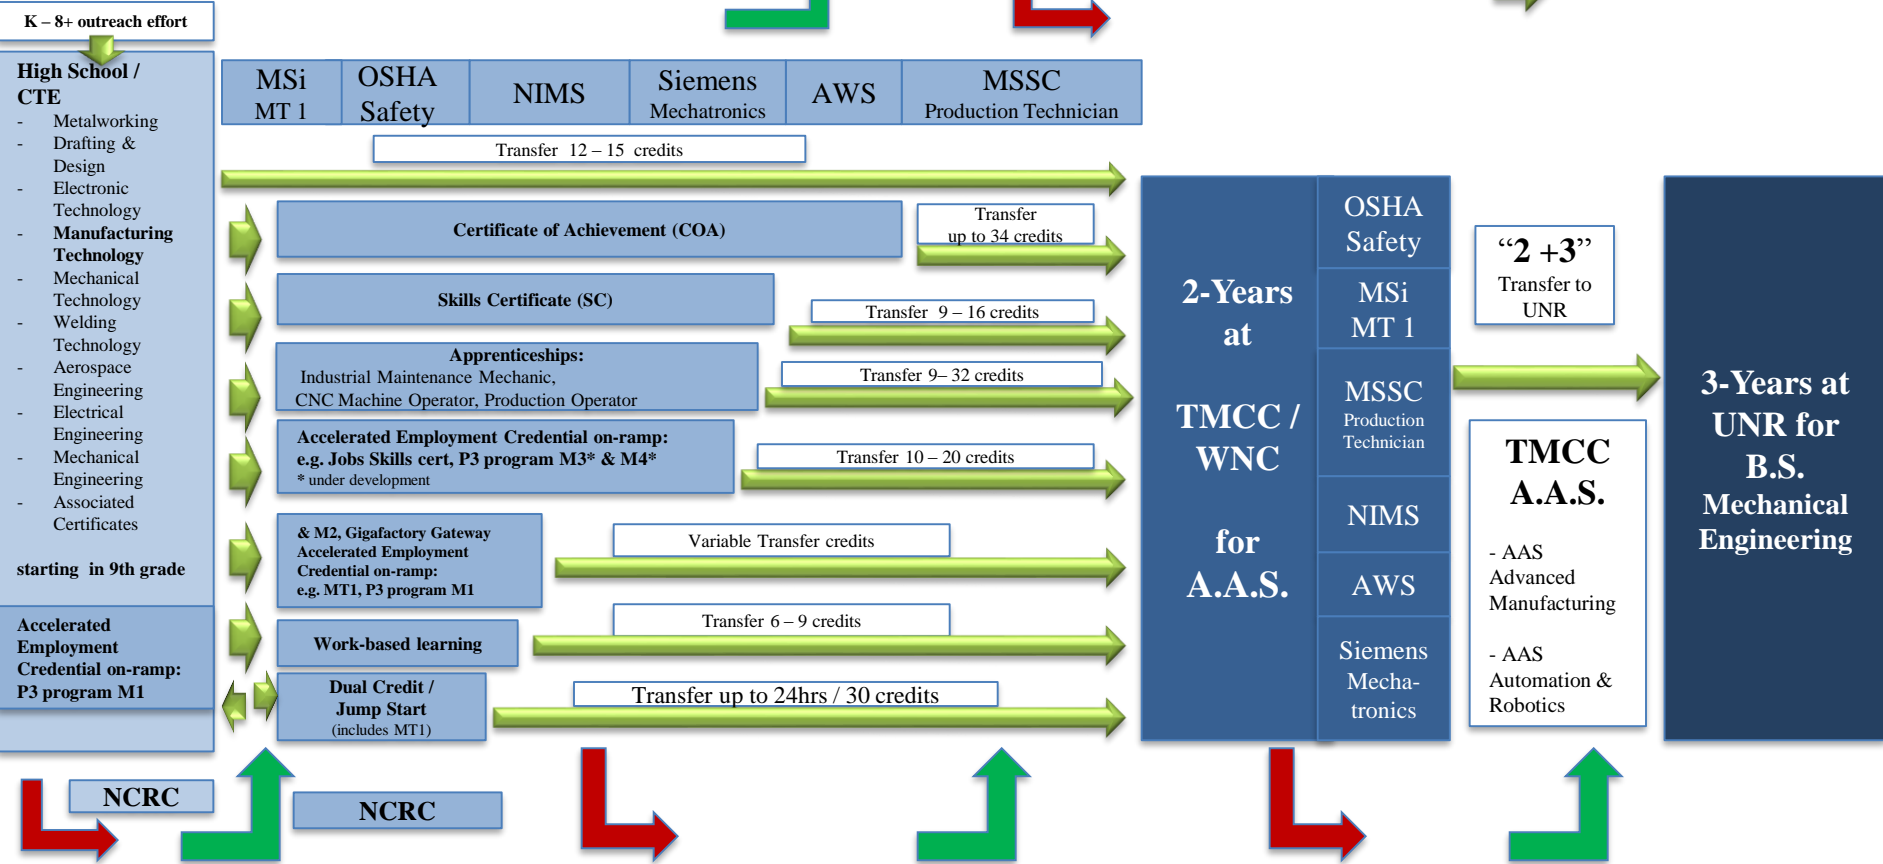 K – 8+ outreach effort
High School /
CTE
- Metalworking
- Drafting &
Design
- Electronic
Technology
- Manufacturing
Technology
- Mechanical
Technology
- Welding
Technology
- Aerospace
Engineering
- Electrical
Engineering
- Mechanical
Engineering
- Associated
Certificates
starting in 9th grade
Accelerated
Employment
Credential on-ramp:
P3 program M1
NCRC
MSi
MT 1
OSHA
Safety
NIMS
Siemens
Mechatronics
AWS
MSSC
Production Technician
Transfer 12 – 15 credits
Certificate of Achievement (COA)
Transfer
up to 34 credits
Skills Certificate (SC)
Transfer 9 – 16 credits
Apprenticeships:
Industrial Maintenance Mechanic,
CNC Machine Operator, Production Operator
Transfer 9– 32 credits
Accelerated Employment Credential on-ramp:
e.g. Jobs Skills cert, P3 program M3* & M4*
* under development
Transfer 10 – 20 credits
& M2, Gigafactory Gateway
Accelerated Employment
Credential on-ramp:
e.g. MT1, P3 program M1
Variable Transfer credits
Work-based learning
Transfer 6 – 9 credits
Dual Credit /
Jump Start
(includes MT1)
Transfer up to 24hrs / 30 credits
NCRC
2-Years
at
TMCC /
WNC
for
A.A.S.
OSHA
Safety
MSi
MT 1
MSSC
Production
Technician
NIMS
AWS
Siemens
Mecha-
tronics
“2 +3”
Transfer to
UNR
TMCC
A.A.S.
- AAS
Advanced
Manufacturing
- AAS
Automation &
Robotics
3-Years at
UNR for
B.S.
Mechanical
Engineering